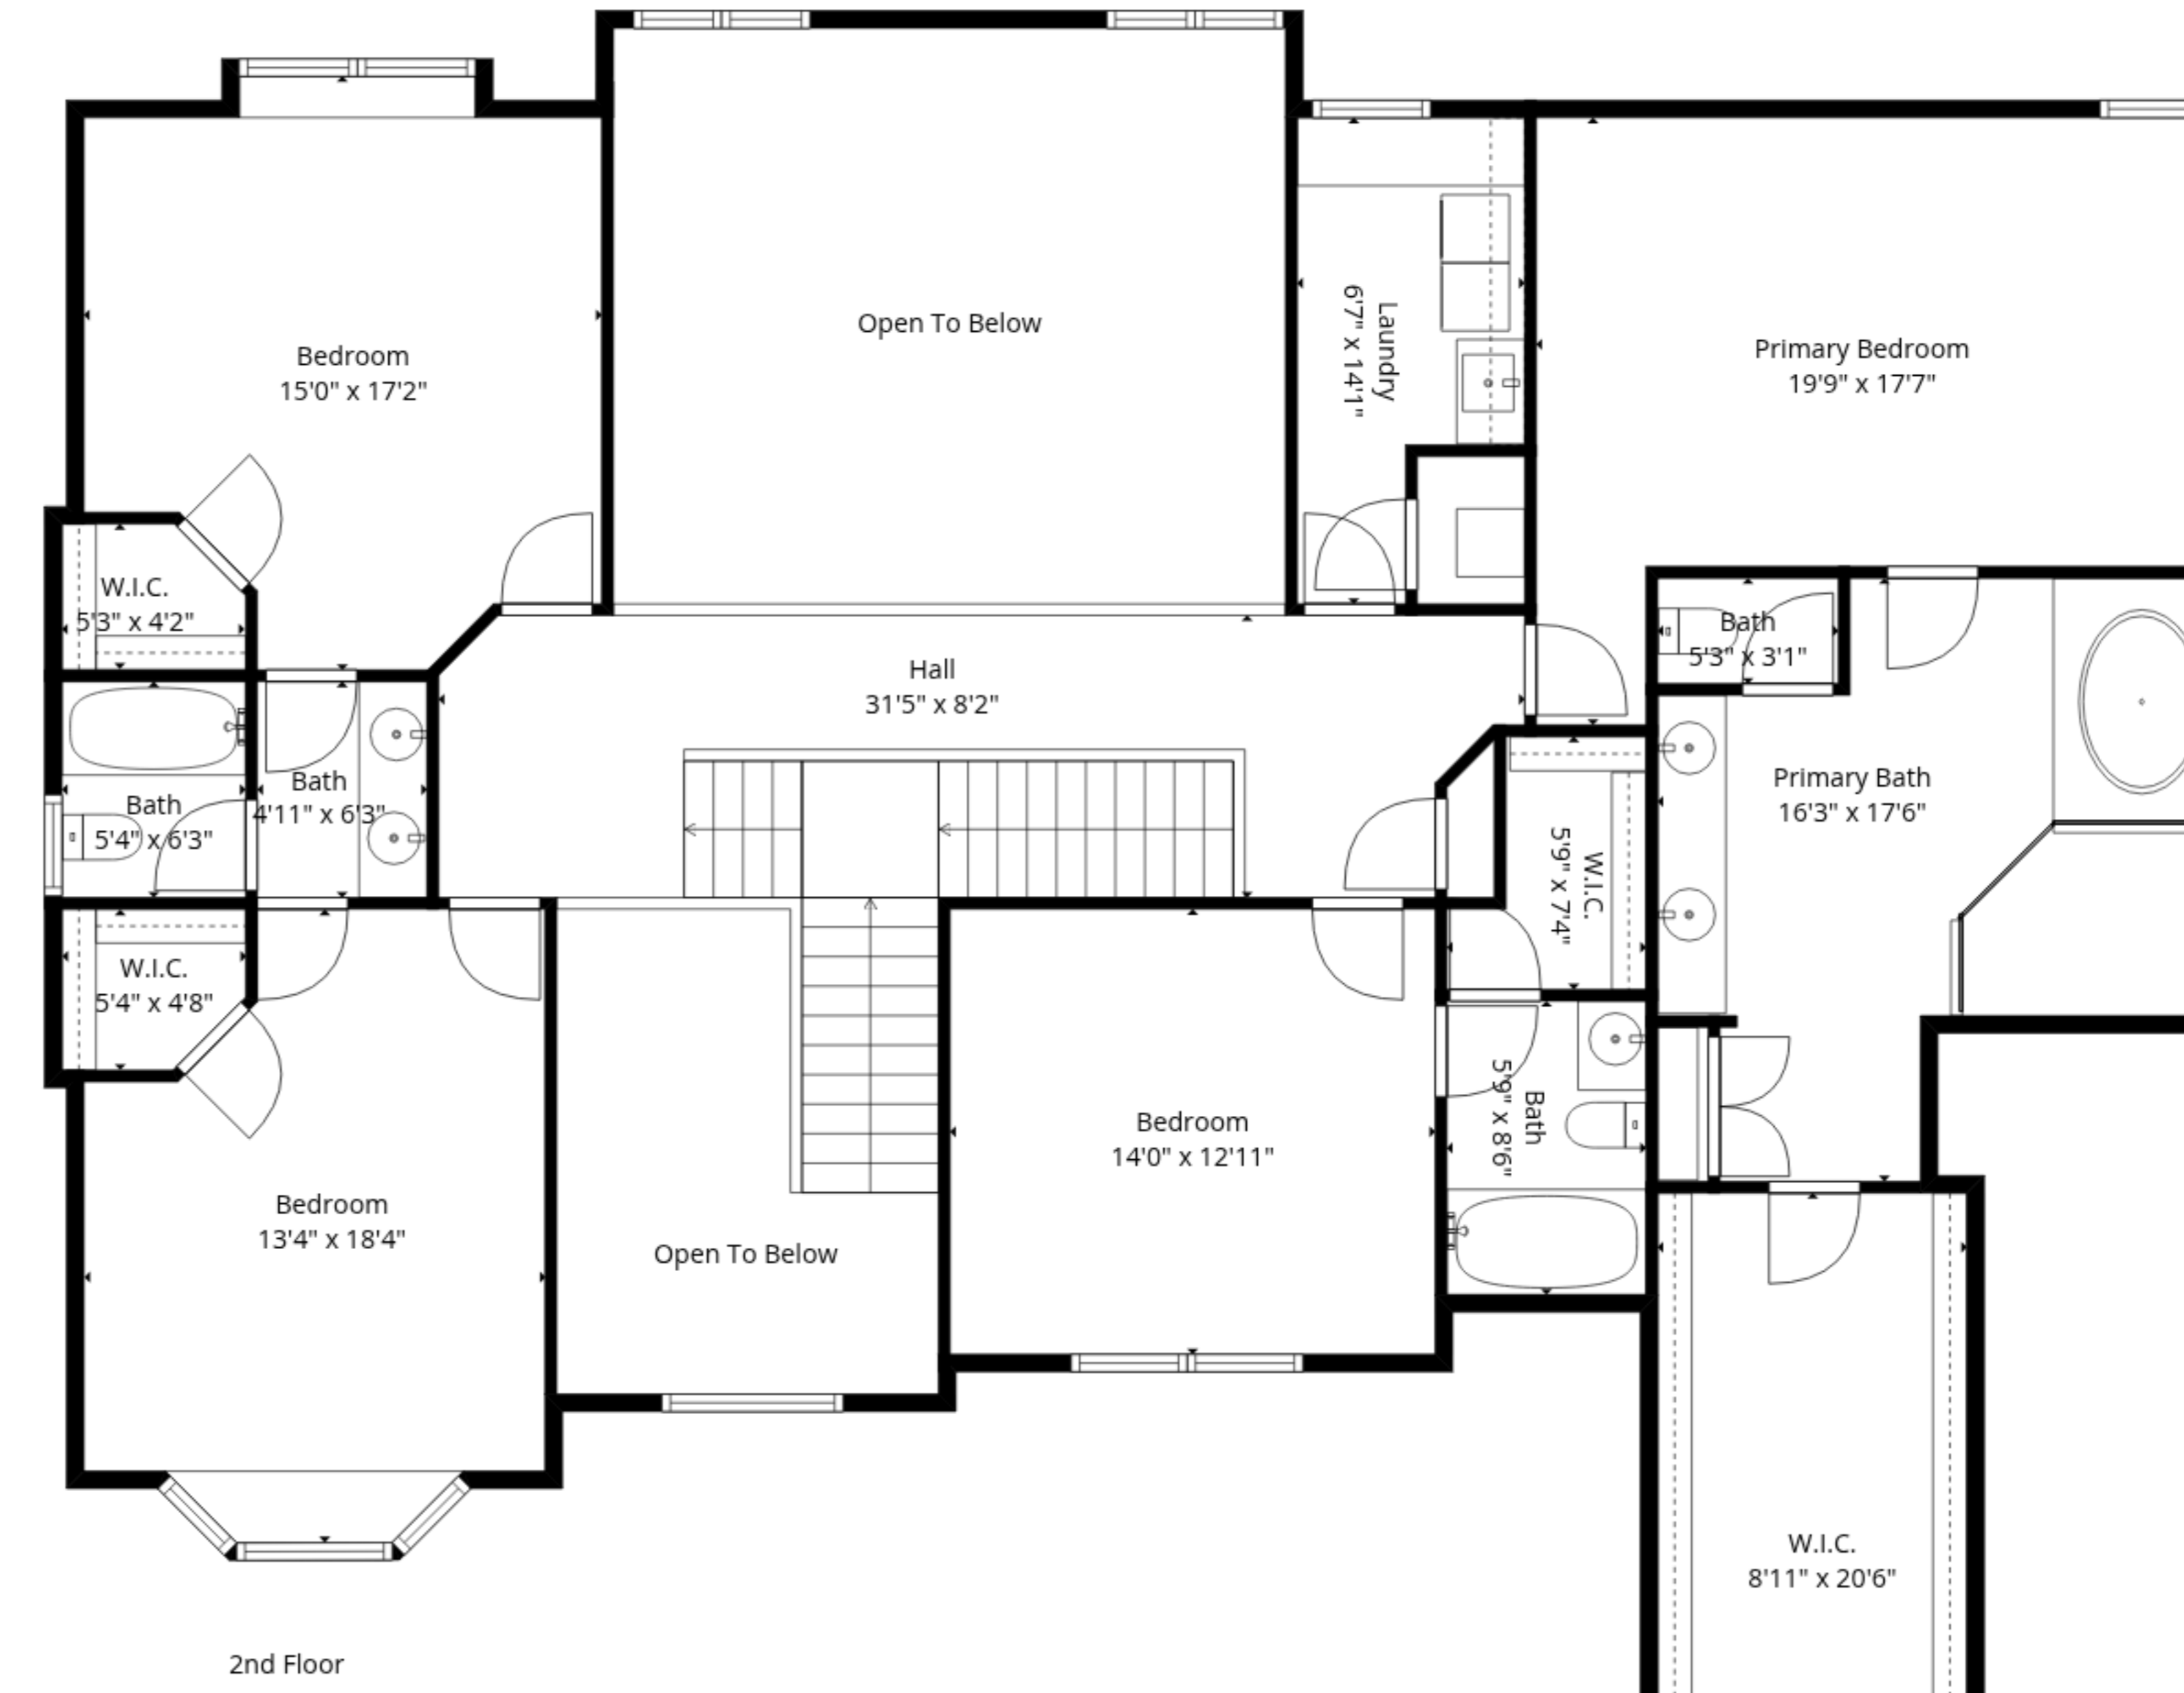 Bedroom
15'0" x 17'2"
Open To Below
Laundry
6'7" x 14'1"
Primary Bedroom
19'9" x 17'7"
W.I.C.
5'3" x 4'2"
Hall
31'5" x 8'2"
Bath
5'3" x 3'1"
Bath
5'4" x 6'3"
Bath
4'11" x 6'3"
W.I.C.
5'9" x 7'4"
Primary Bath
16'3" x 17'6"
W.I.C.
5'4" x 4'8"
Bedroom
13'4" x 18'4"
Open To Below
Bedroom
14'0" x 12'11"
Bath
5'9" x 8'6"
W.I.C.
8'11" x 20'6"
2nd Floor